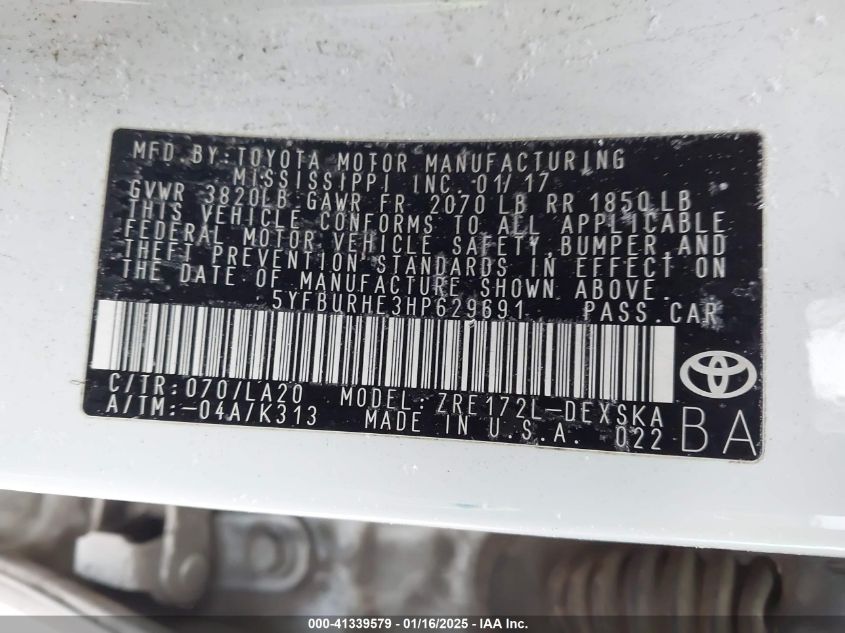 MFD.BY:TOYOTA MOTOR MANUFACTURING
MISSISSIPPI INC. 01/17
GVWR 3820LB GAWR FR 2070 LB RR 1850LB
THIS VEHICLE CONFORMS TO ALL APPLICABLE
FEDERAL MOTOR VEHICLE SAFETY,BUMPER,AND
THEFT PREVENTION STANDARDS IN EFFECT ON
THE DATE OF MANUFACTURE SHOWN ABOVE.
5YFBURHE3HP629691 PASS.CAR
C/TR:070/LA20 MODEL:ZRE172L-DEXSKA
A/TM:-04A/K313 MADE IN U.S.A. 022
BA
000-41339579 - 01/16/2025 - IAA Inc.